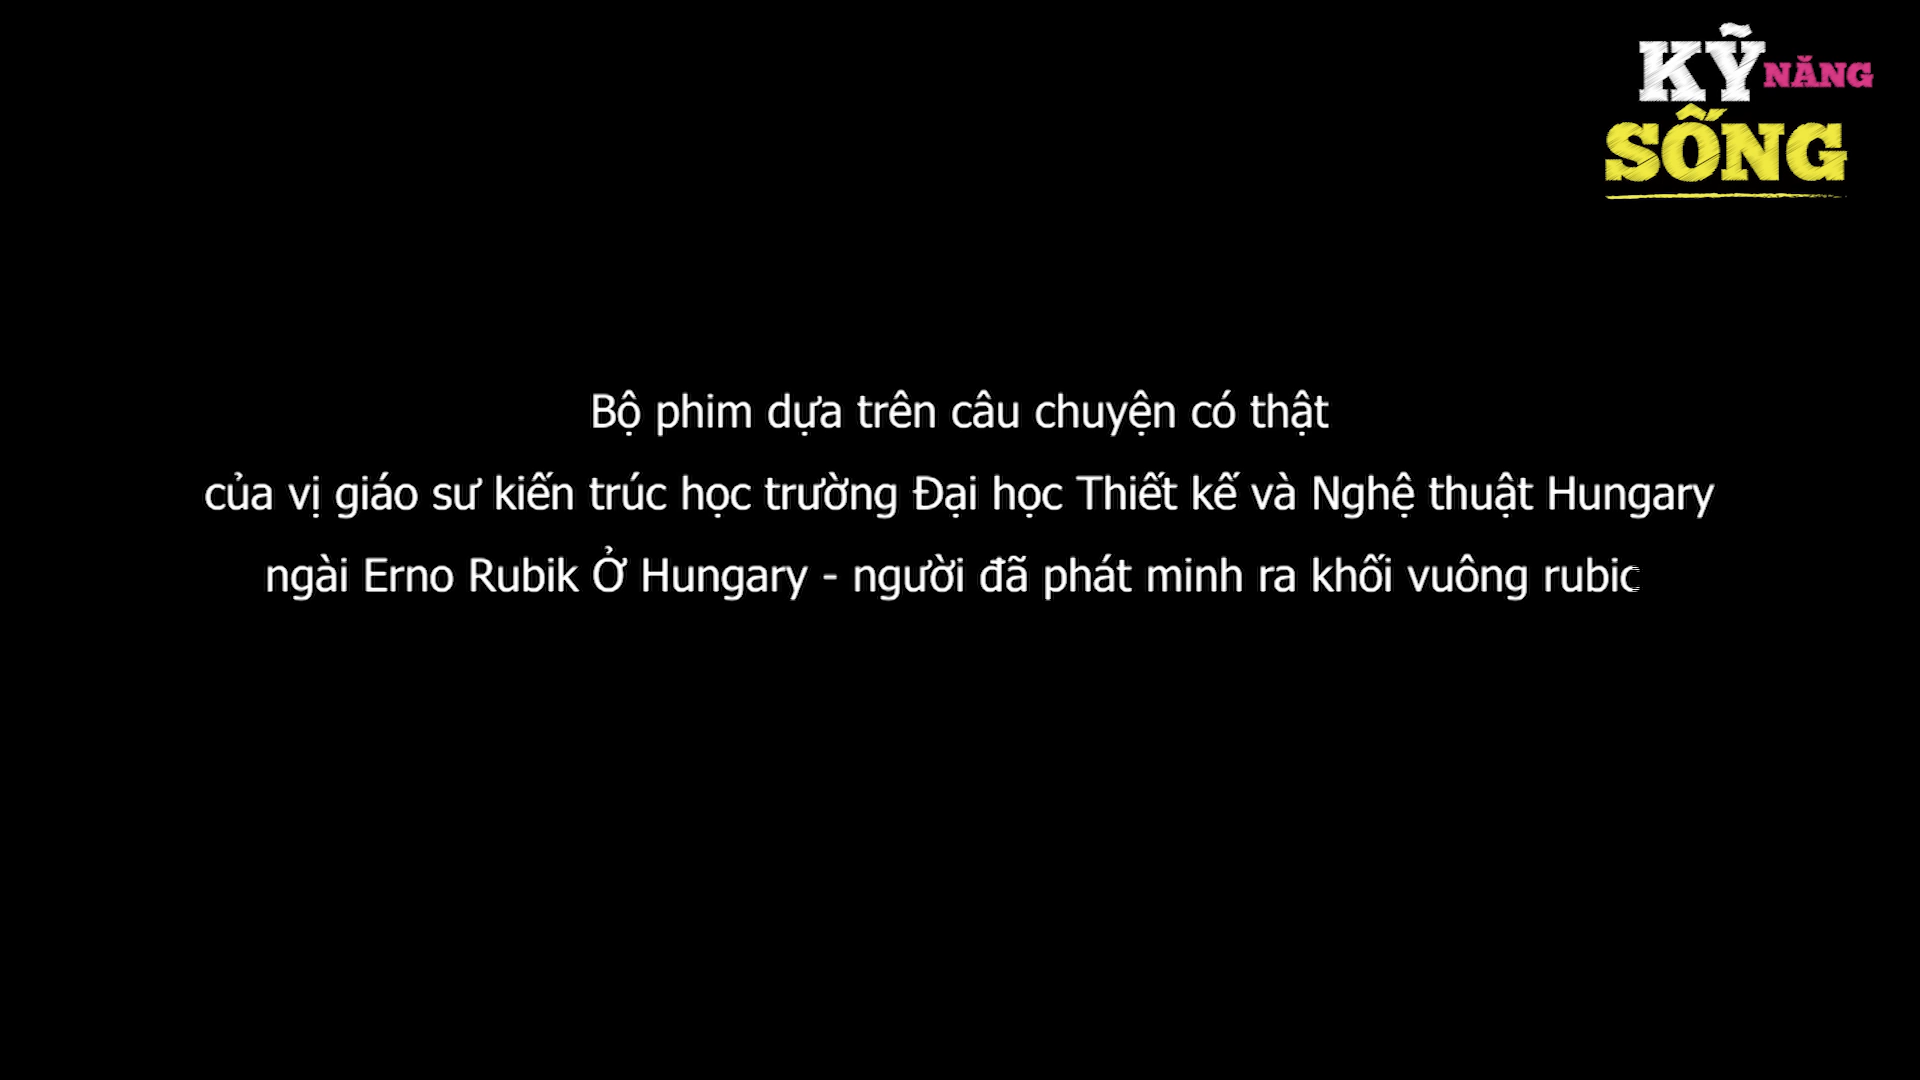 KỸ NĂNG
SỐNG
Bộ phim dựa trên câu chuyện có thật
của vị giáo sư kiến trúc học trường Đại học Thiết kế và Nghệ thuật Hungary
ngài Erno Rubik Ở Hungary - người đã phát minh ra khối vuông rubic